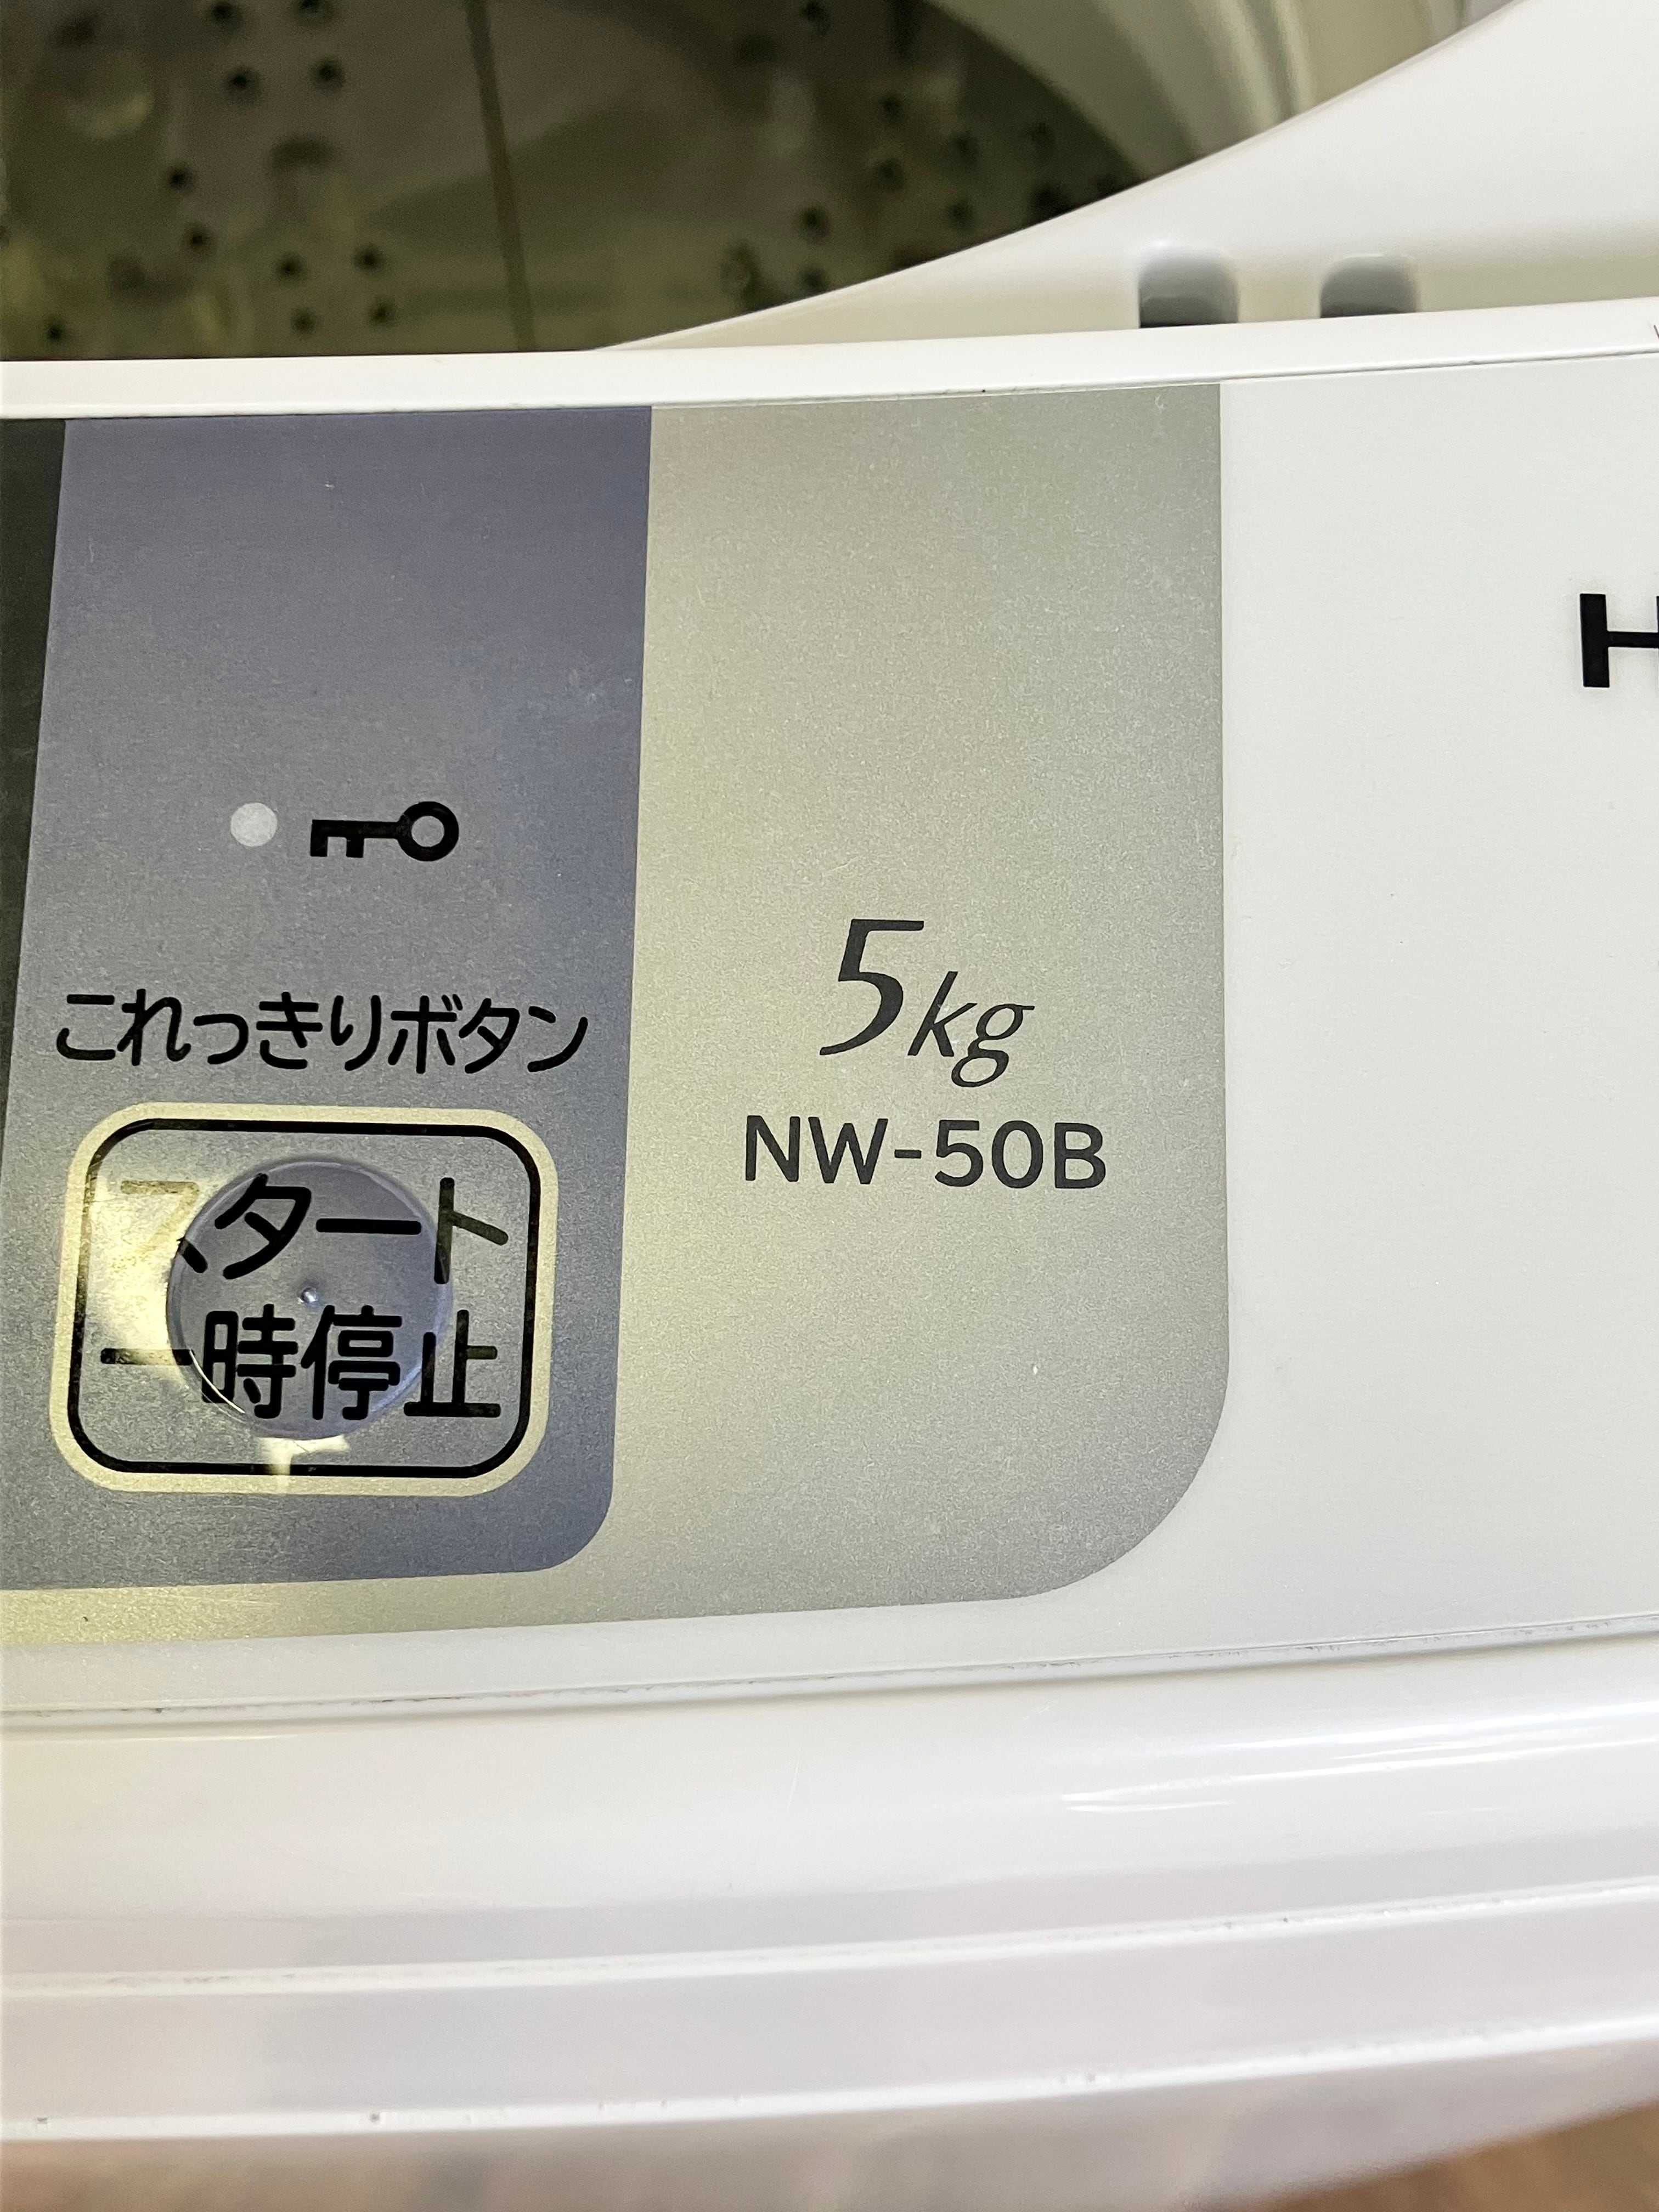 これっきりボタン
スタート
一時停止
5kg
NW-50B
H